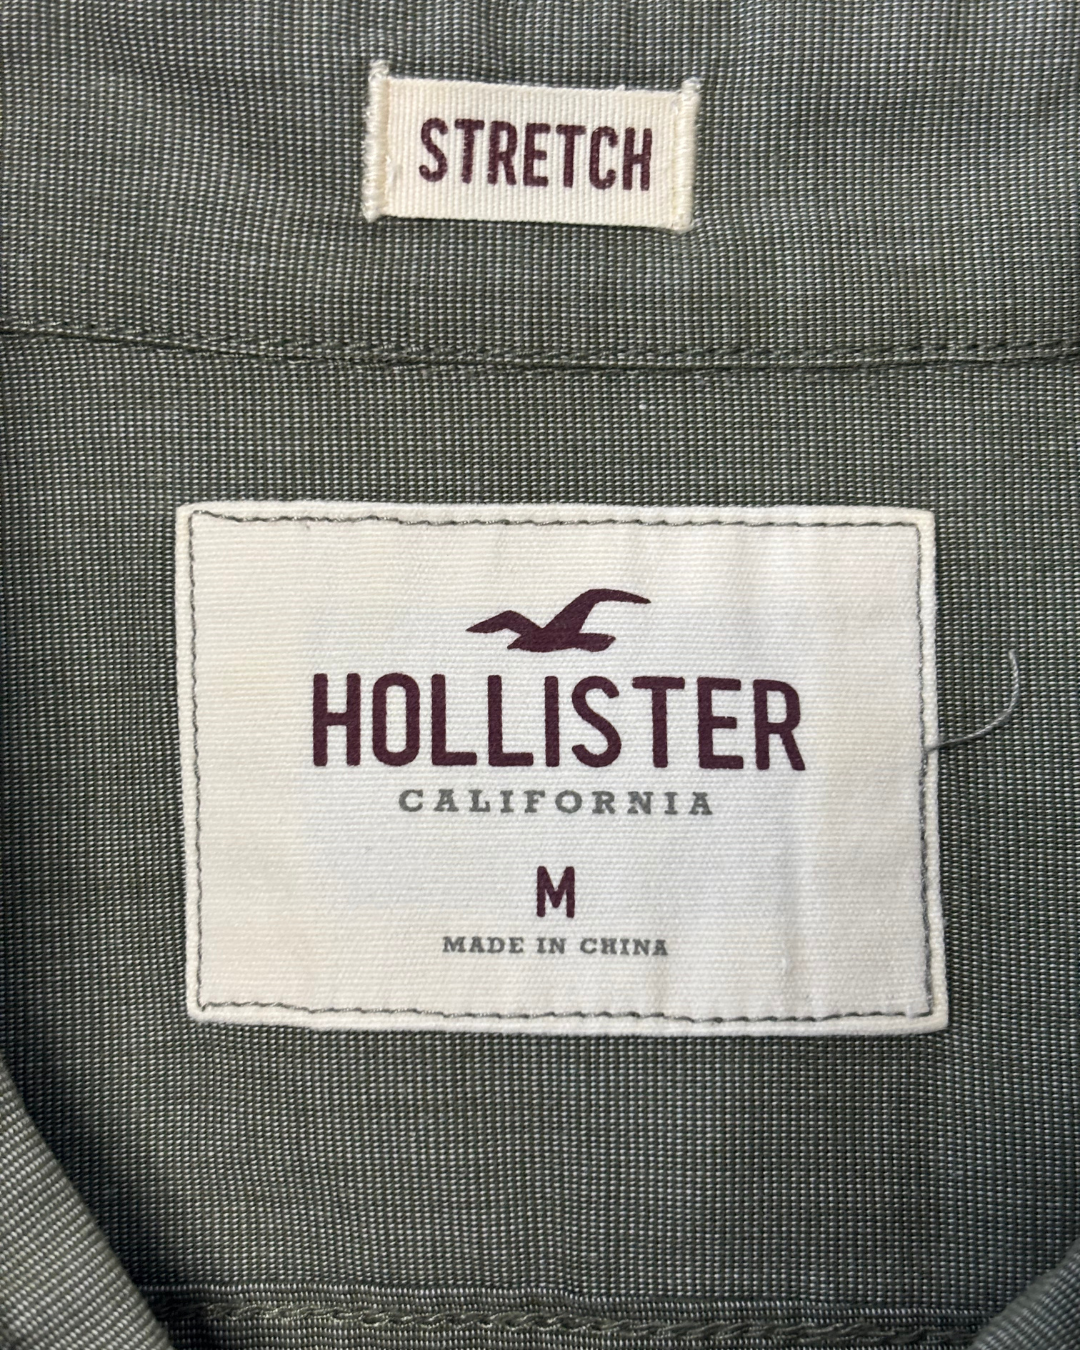 STRETCH
HOLLISTER
CALIFORNIA
M
MADE IN CHINA